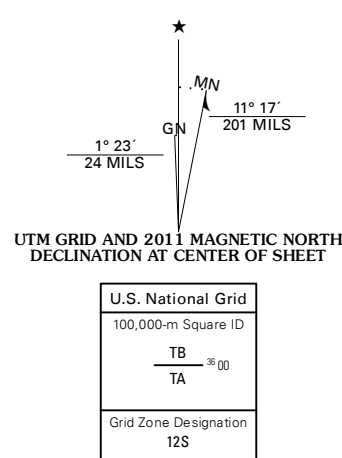 ★
MN
GN
11° 17´
201 MILS
1° 23´
24 MILS
UTM GRID AND 2011 MAGNETIC NORTH
DECLINATION AT CENTER OF SHEET
U.S. National Grid
100,000-m Square ID
TB
36 00
TA
Grid Zone Designation
12S